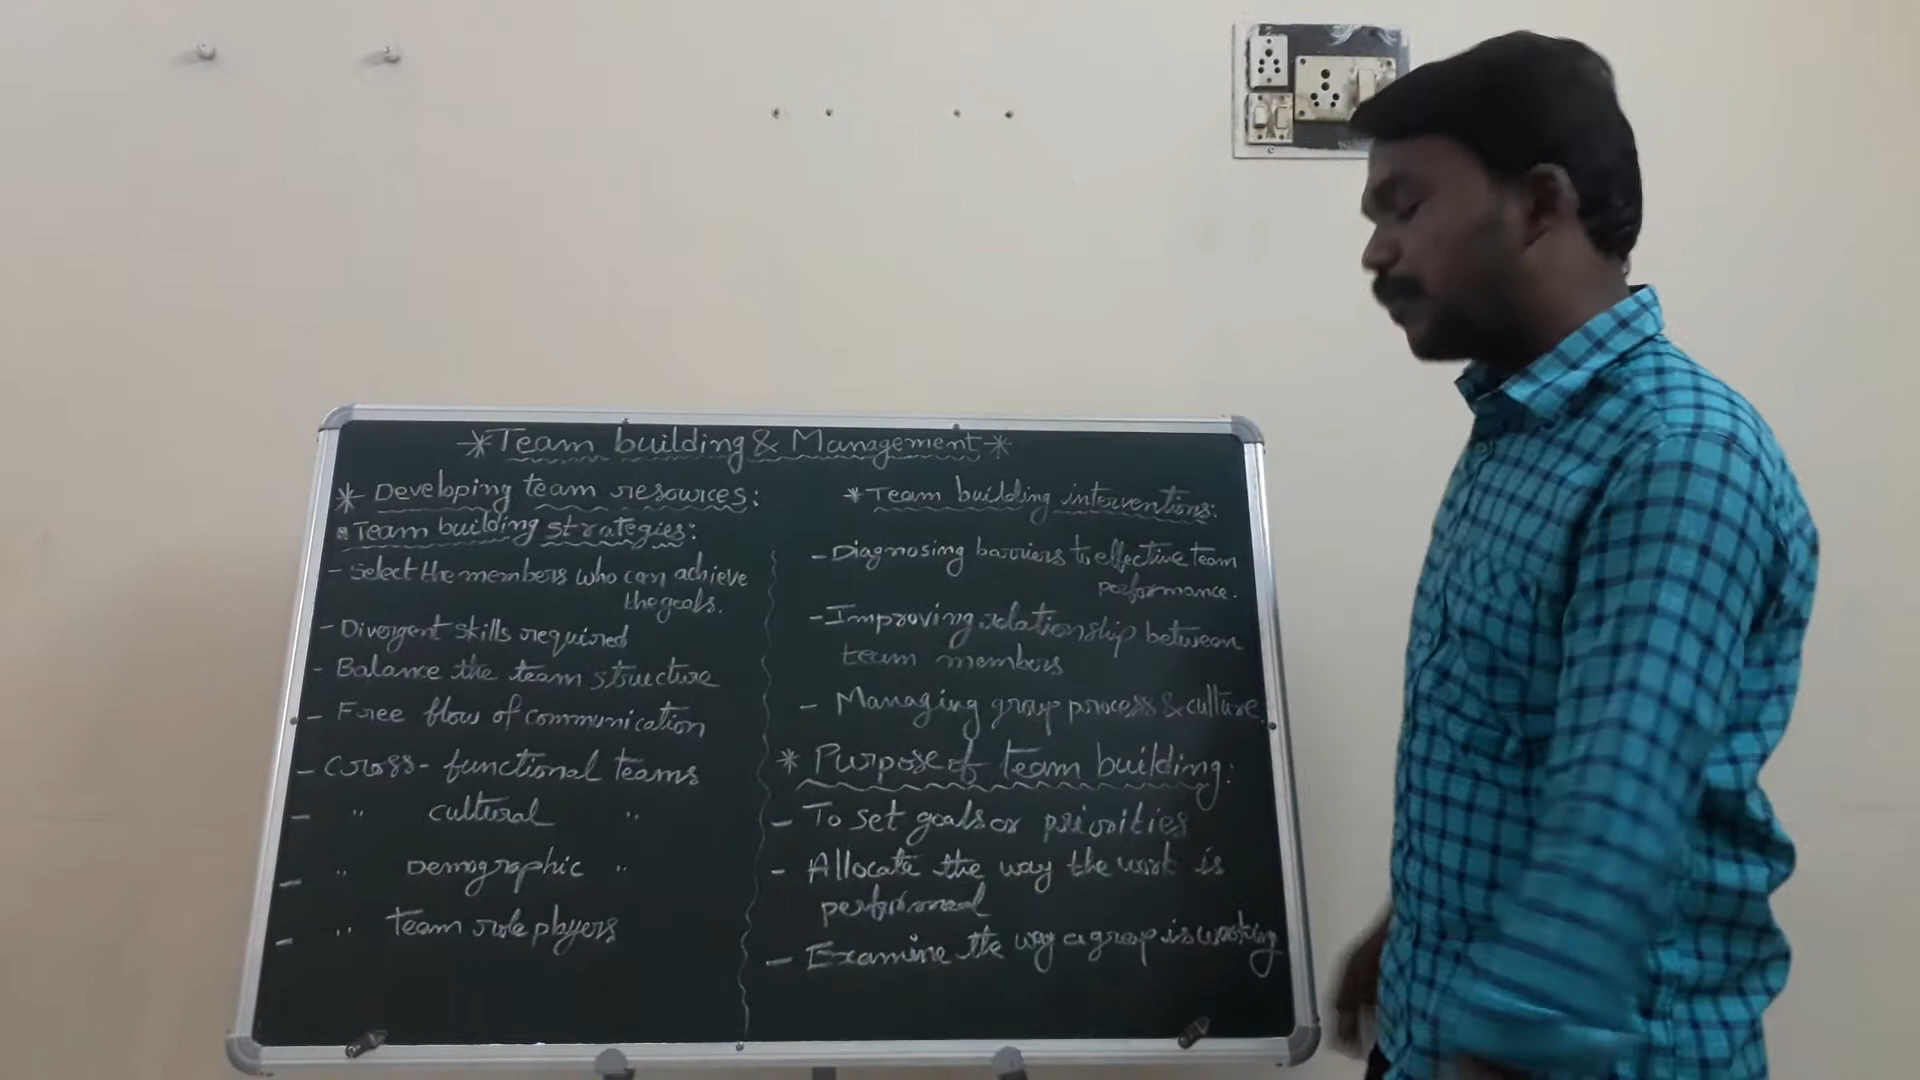 *Team building & Management*
* Developing team resources:
▪ Team building strategies:
- Select the members who can achieve
the goals.
- Divergent skills required
- Balance the team structure
- Free flow of communication
- Cross-functional teams
- " cultural "
- " Demographic "
- " team role players
* Team building interventions:
- Diagnosing barriers to effective team
performance.
- Improving relationship between
team members
- Managing group process & culture.
* Purpose of team building:
- To set goals or priorities
- Allocate the way the work is
performed
- Examine the way a group is working